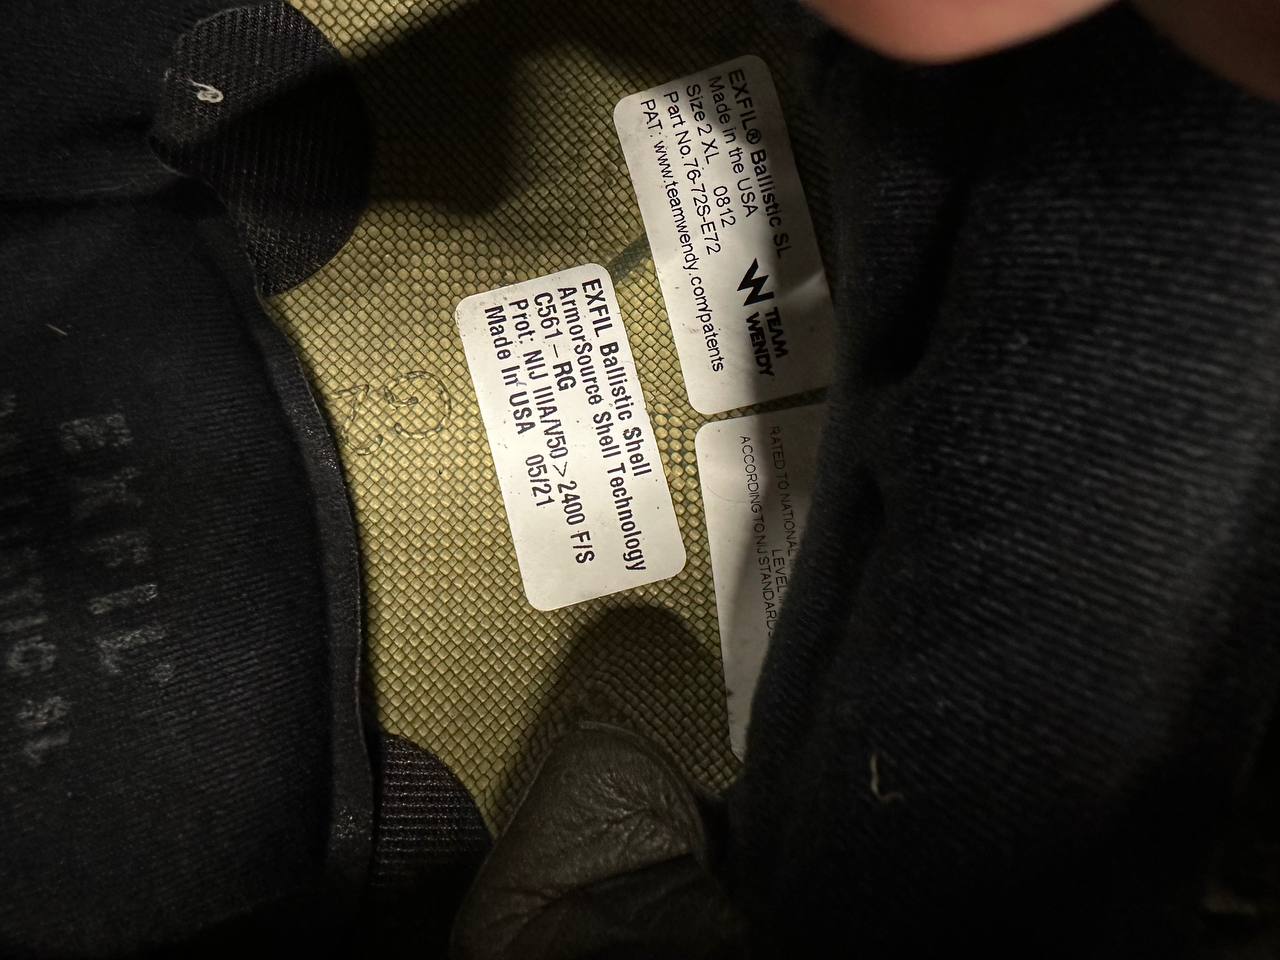 EXFIL® Ballistic SL
Made in the USA
Size 2 XL 0812
Part No.76-72S-E72
PAT: www.teamwendy.com/patents
TEAM
WENDY
EXFIL Ballistic Shell
ArmorSource Shell Technology
C561 – RG
Prot: NIJ IIIA/V50 > 2400 F/S
Made In USA 05/21
RATED TO NATIONAL
LEVEL
ACCORDING TO NIJ STANDARD
EXFIL®
SL